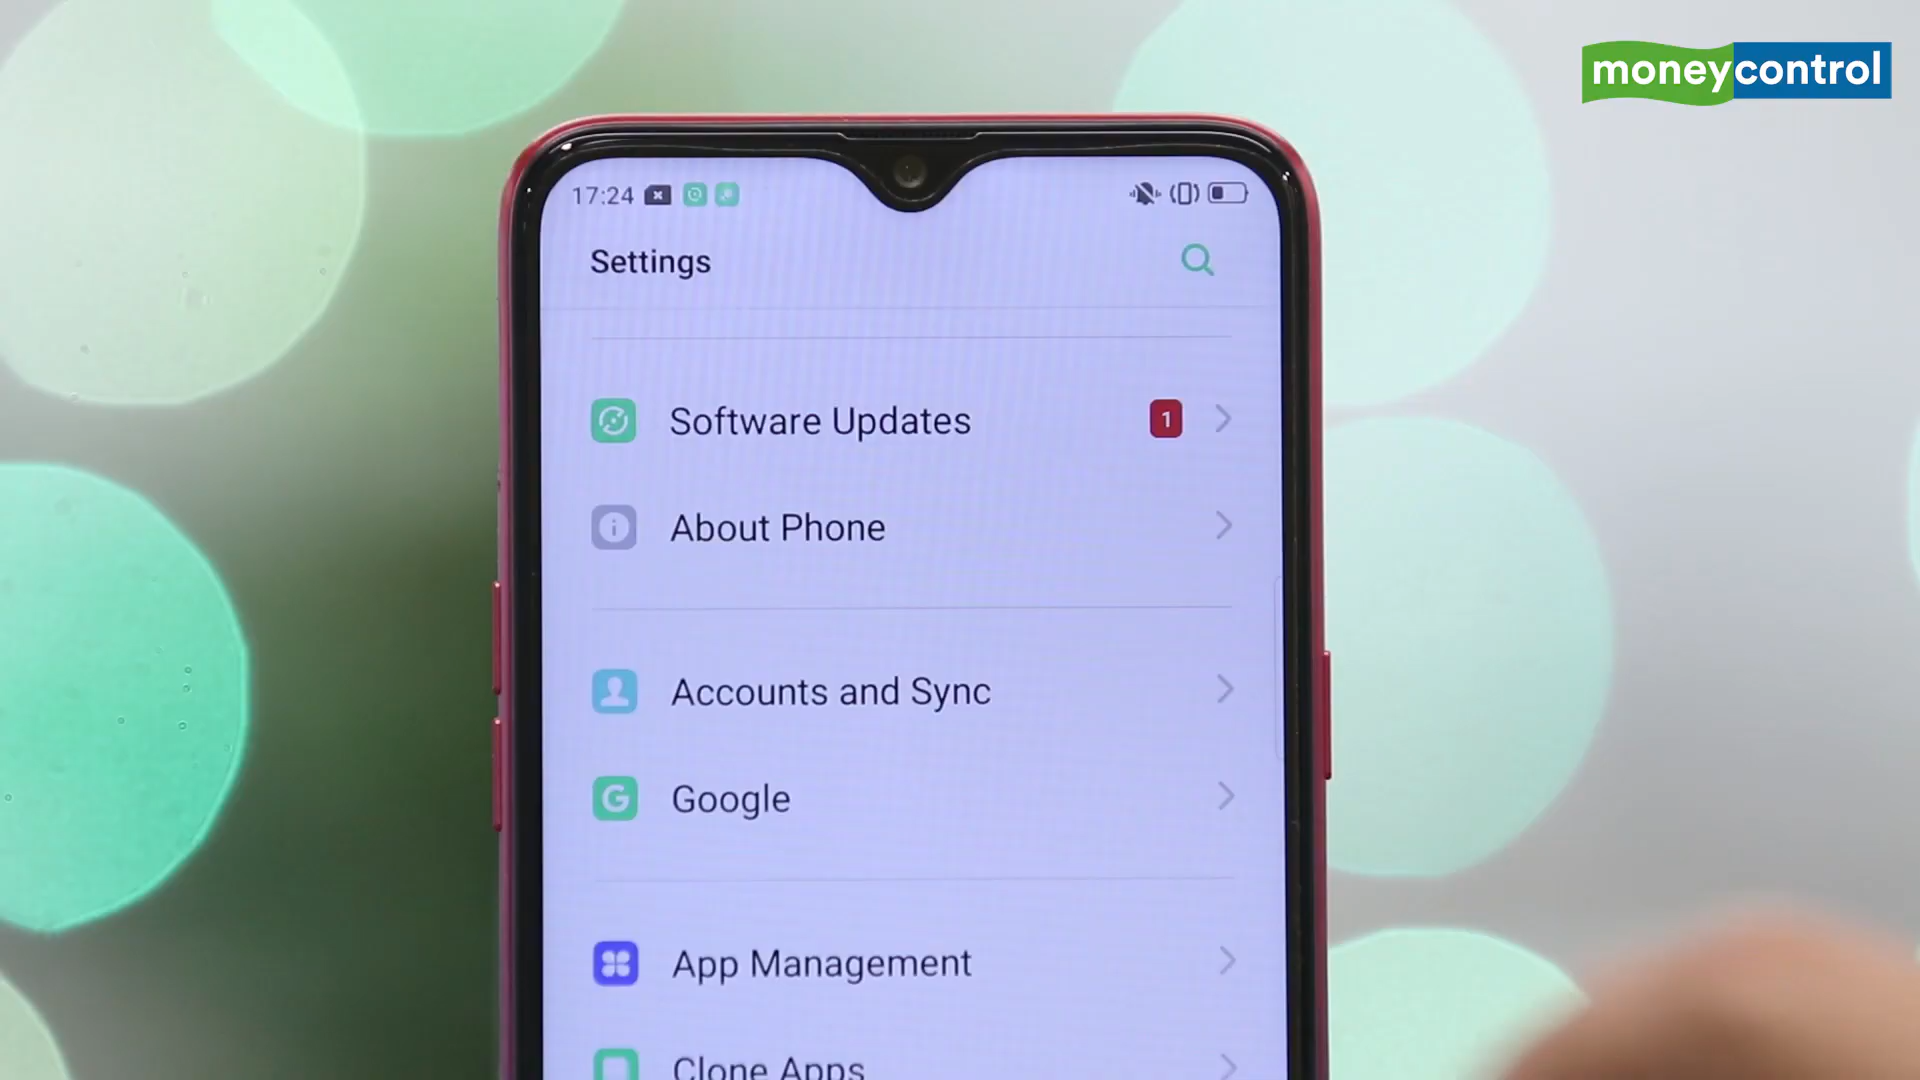 moneycontrol
17:24
Settings
Software Updates 1
About Phone
Accounts and Sync
G Google
App Management
Clone Apps